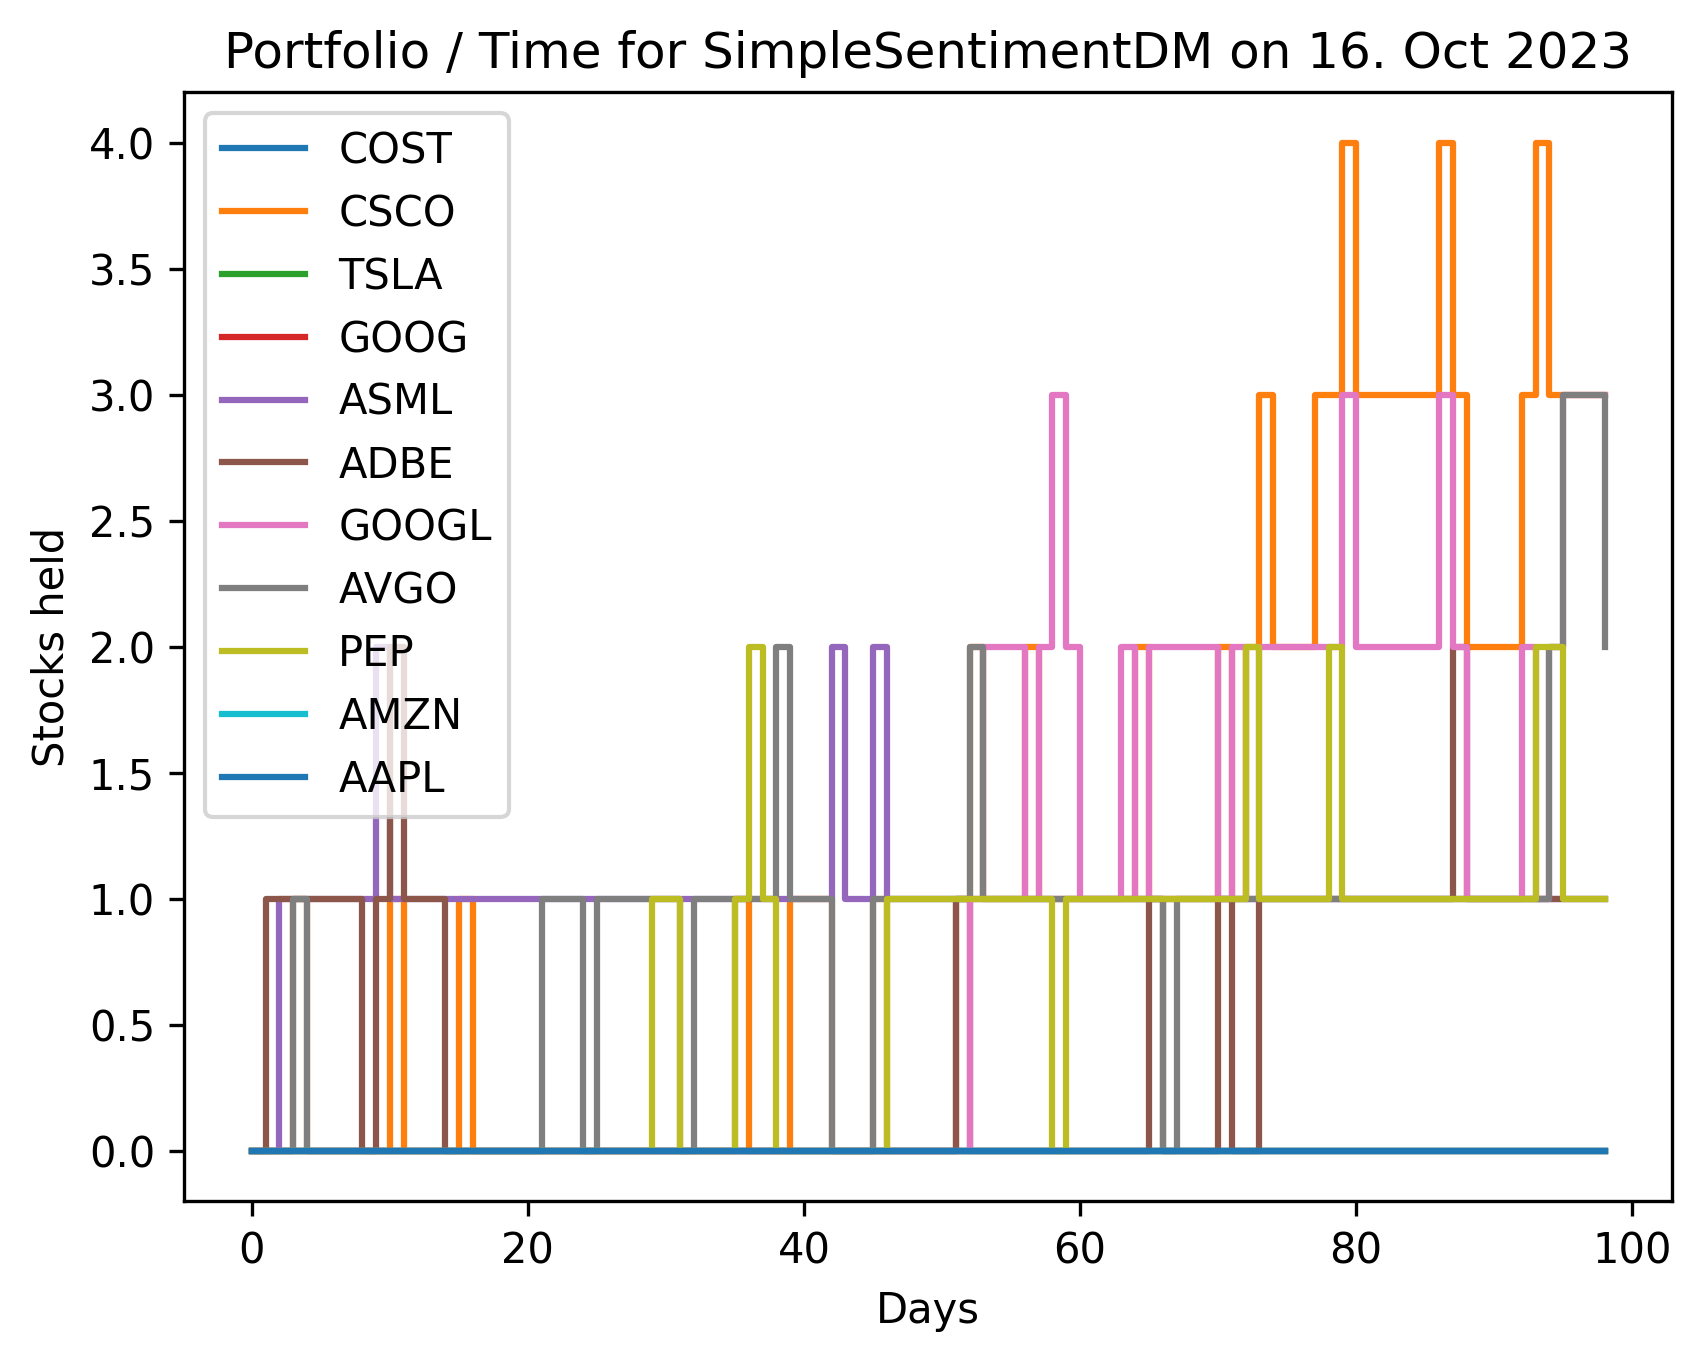 Portfolio / Time for SimpleSentimentDM on 16. Oct 2023
4.0
3.5
3.0
2.5
2.0
1.5
1.0
0.5
0.0
Stocks held
COST
CSCO
TSLA
GOOG
ASML
ADBE
GOOGL
AVGO
PEP
AMZN
AAPL
0 20 40 60 80 100
Days